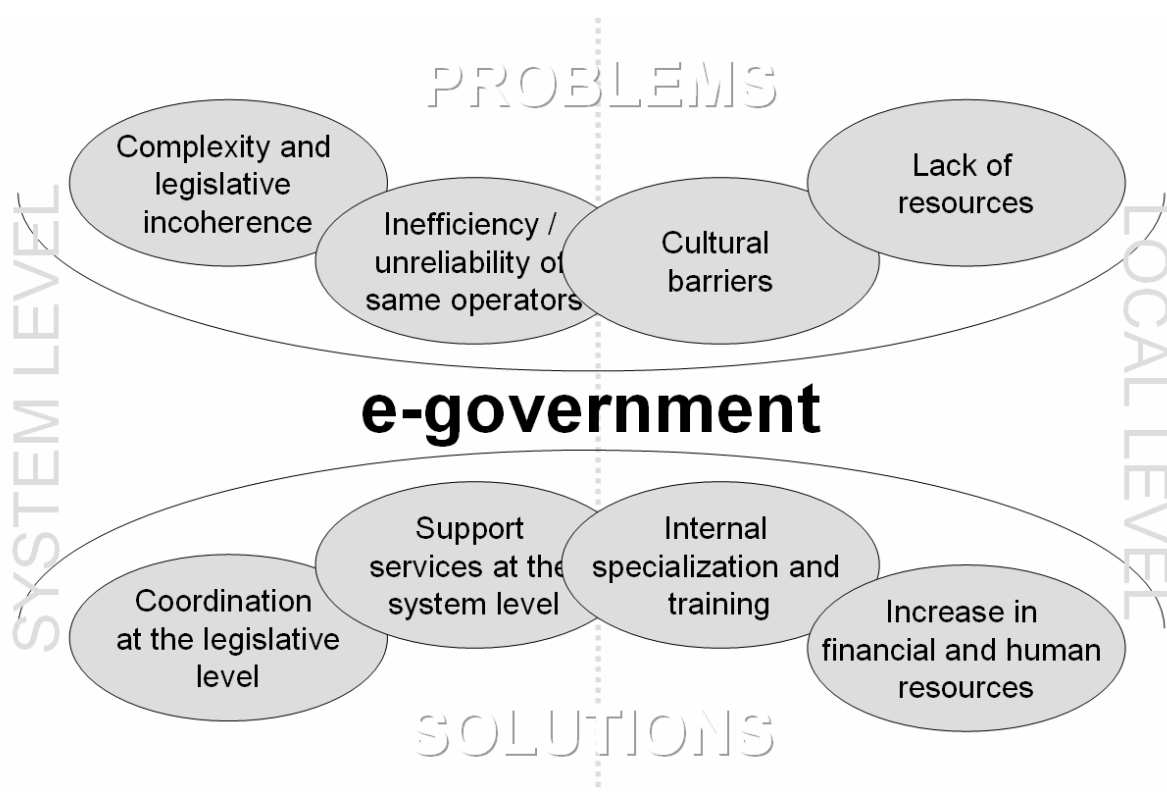 PROBLEMS
Complexity and
legislative
incoherence
Inefficiency /
unreliability of
same operators
Cultural
barriers
Lack of
resources
SYSTEM LEVEL
LOCAL LEVEL
e-government
Coordination
at the legislative
level
Support
services at the
system level
Internal
specialization and
training
Increase in
financial and human
resources
SOLUTIONS